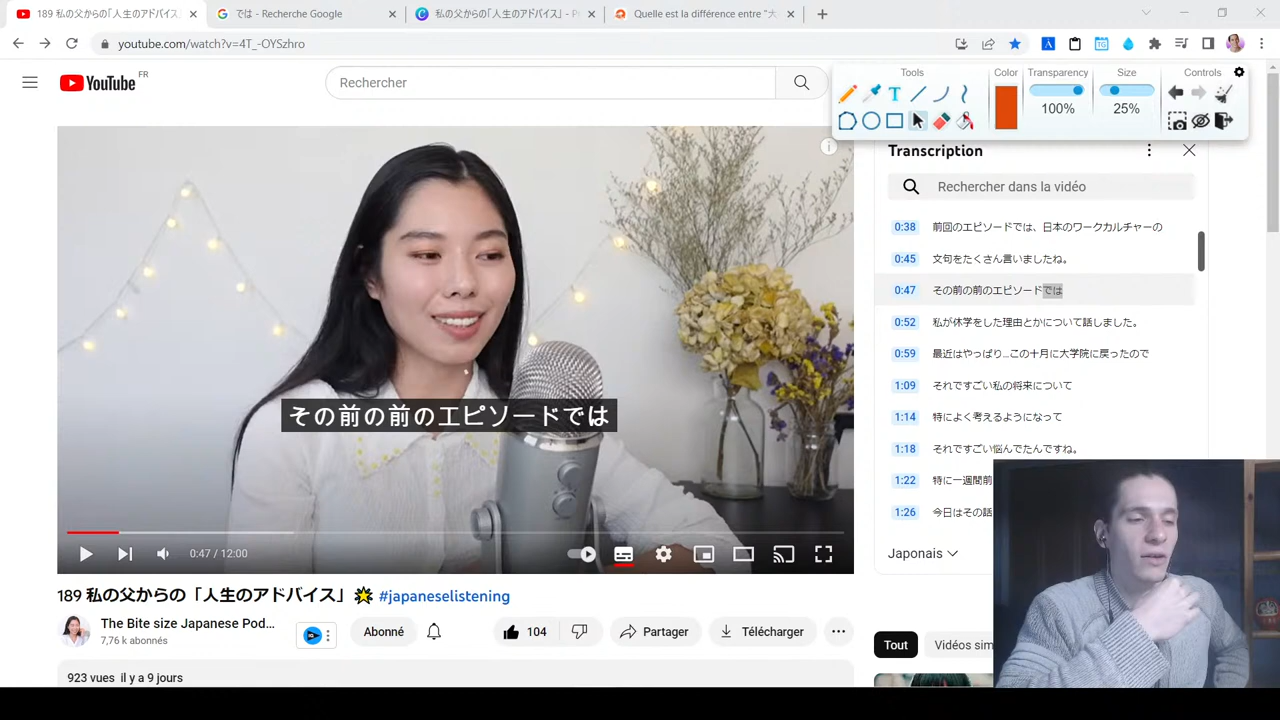 189 私の父からの「人生のアドバイス」
では - Recherche Google
私の父からの「人生のアドバイス」 - P
Quelle est la différence entre "大
youtube.com/watch?v=4T_-OYSzhro
YouTube FR
Rechercher
Tools
Color
Transparency
Size
Controls
100%
25%
その前の前のエピソードでは
0:47 / 12:00
Transcription
Rechercher dans la vidéo
0:38 前回のエピソードでは、日本のワークカルチャーの
0:45 文句をたくさん言いましたね。
0:47 その前の前のエピソードでは
0:52 私が休学をした理由とかについて話しました。
0:59 最近はやっぱり...この十月に大学院に戻ったので
1:09 それですごい私の将来について
1:14 特によく考えるようになって
1:18 それですごい悩んでたんですね。
1:22 特に一週間前
1:26 今日はその話
Japonais
189 私の父からの「人生のアドバイス」🌟 #japaneselistening
The Bite size Japanese Pod...
7,76 k abonnés
Abonné
104
Partager
Télécharger
Tout
Vidéos sim
923 vues il y a 9 jours